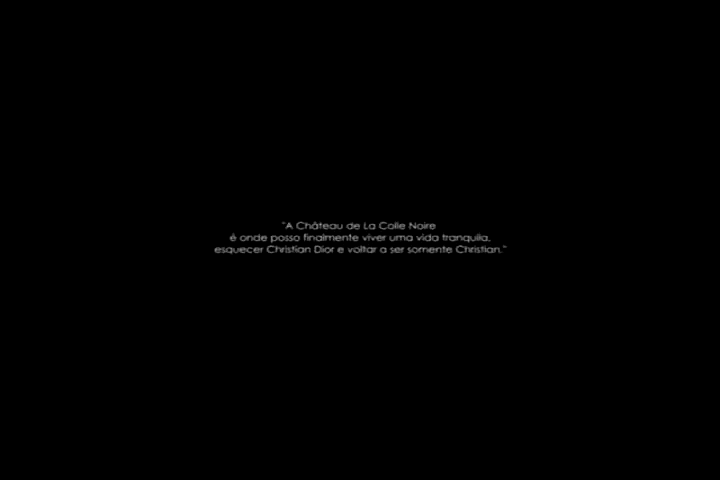 "A Château de La Colle Noire
é onde posso finalmente viver uma vida tranquila,
esquecer Christian Dior e voltar a ser somente Christian."